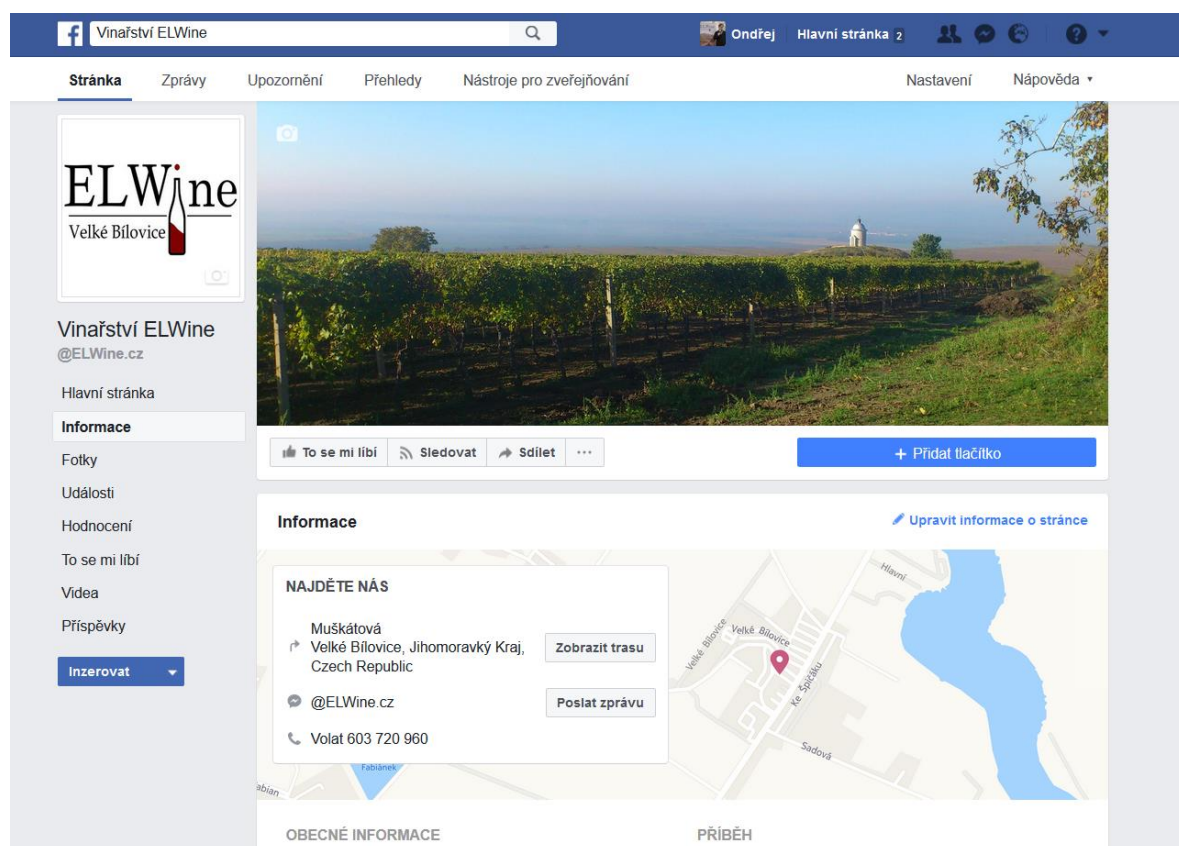 Vinařství ELWine
Ondřej Hlavní stránka 2
Stránka Zprávy Upozornění Přehledy Nástroje pro zveřejňování Nastavení Nápověda
ELWine
Velké Bílovice
Vinařství ELWine
@ELWine.cz
Hlavní stránka
Informace
Fotky
Události
Hodnocení
To se mi líbí
Videa
Příspěvky
Inzerovat
To se mi líbí Sledovat Sdílet ...
+ Přidat tlačítko
Informace
Upravit informace o stránce
NAJDĚTE NÁS
Muškátová
Velké Bílovice, Jihomoravký Kraj,
Czech Republic
Zobrazit trasu
@ELWine.cz
Poslat zprávu
Volat 603 720 960
Hlavní
Velké Bílovice
Velké Bílovice
Ke Špičáku
Sadová
Fabiánek
OBECNÉ INFORMACE
PŘÍBĚH